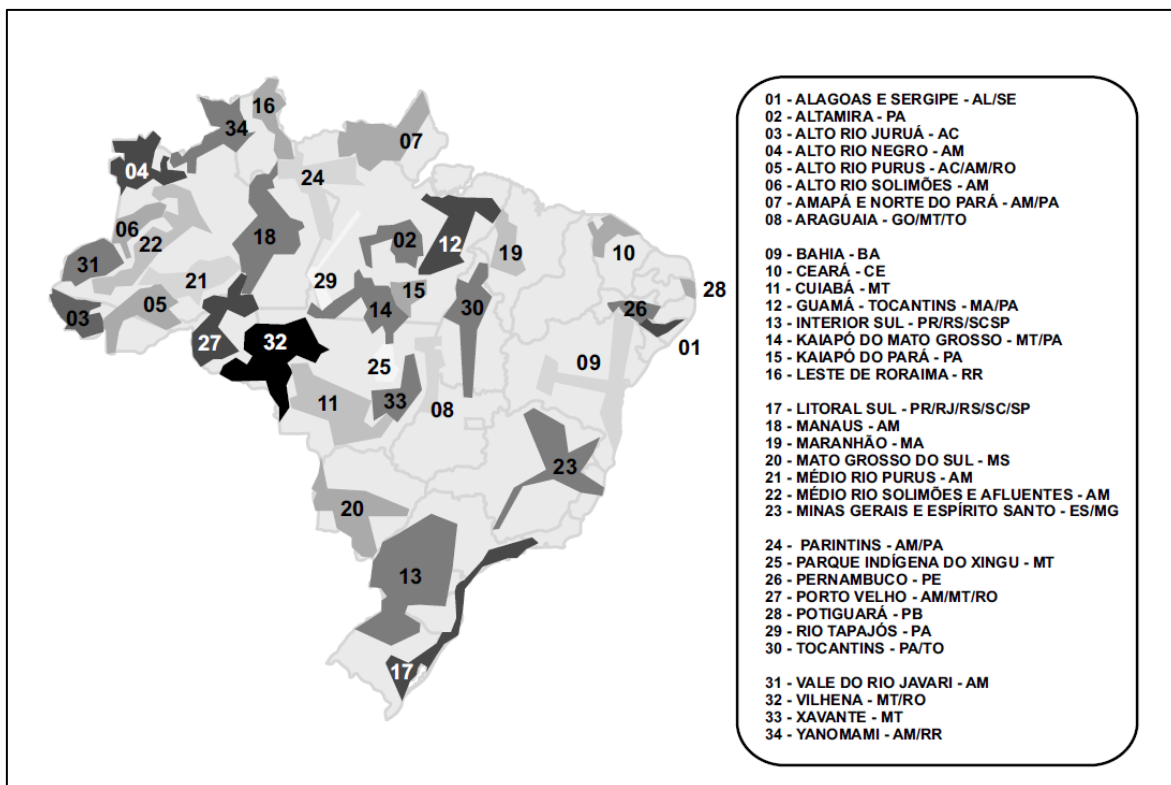 16
34
07
04
24
06
22
18
02
12
19
10
31
21
29
15
28
05
14
30
26
03
27
32
01
25
09
11
33
08
23
20
13
17
01 - ALAGOAS E SERGIPE - AL/SE
02 - ALTAMIRA - PA
03 - ALTO RIO JURUÁ - AC
04 - ALTO RIO NEGRO - AM
05 - ALTO RIO PURUS - AC/AM/RO
06 - ALTO RIO SOLIMÕES - AM
07 - AMAPÁ E NORTE DO PARÁ - AM/PA
08 - ARAGUAIA - GO/MT/TO
09 - BAHIA - BA
10 - CEARÁ - CE
11 - CUIABÁ - MT
12 - GUAMÁ - TOCANTINS - MA/PA
13 - INTERIOR SUL - PR/RS/SCSP
14 - KAIAPÓ DO MATO GROSSO - MT/PA
15 - KAIAPÓ DO PARÁ - PA
16 - LESTE DE RORAIMA - RR
17 - LITORAL SUL - PR/RJ/RS/SC/SP
18 - MANAUS - AM
19 - MARANHÃO - MA
20 - MATO GROSSO DO SUL - MS
21 - MÉDIO RIO PURUS - AM
22 - MÉDIO RIO SOLIMÕES E AFLUENTES - AM
23 - MINAS GERAIS E ESPÍRITO SANTO - ES/MG
24 - PARINTINS - AM/PA
25 - PARQUE INDÍGENA DO XINGU - MT
26 - PERNAMBUCO - PE
27 - PORTO VELHO - AM/MT/RO
28 - POTIGUARÁ - PB
29 - RIO TAPAJÓS - PA
30 - TOCANTINS - PA/TO
31 - VALE DO RIO JAVARI - AM
32 - VILHENA - MT/RO
33 - XAVANTE - MT
34 - YANOMAMI - AM/RR